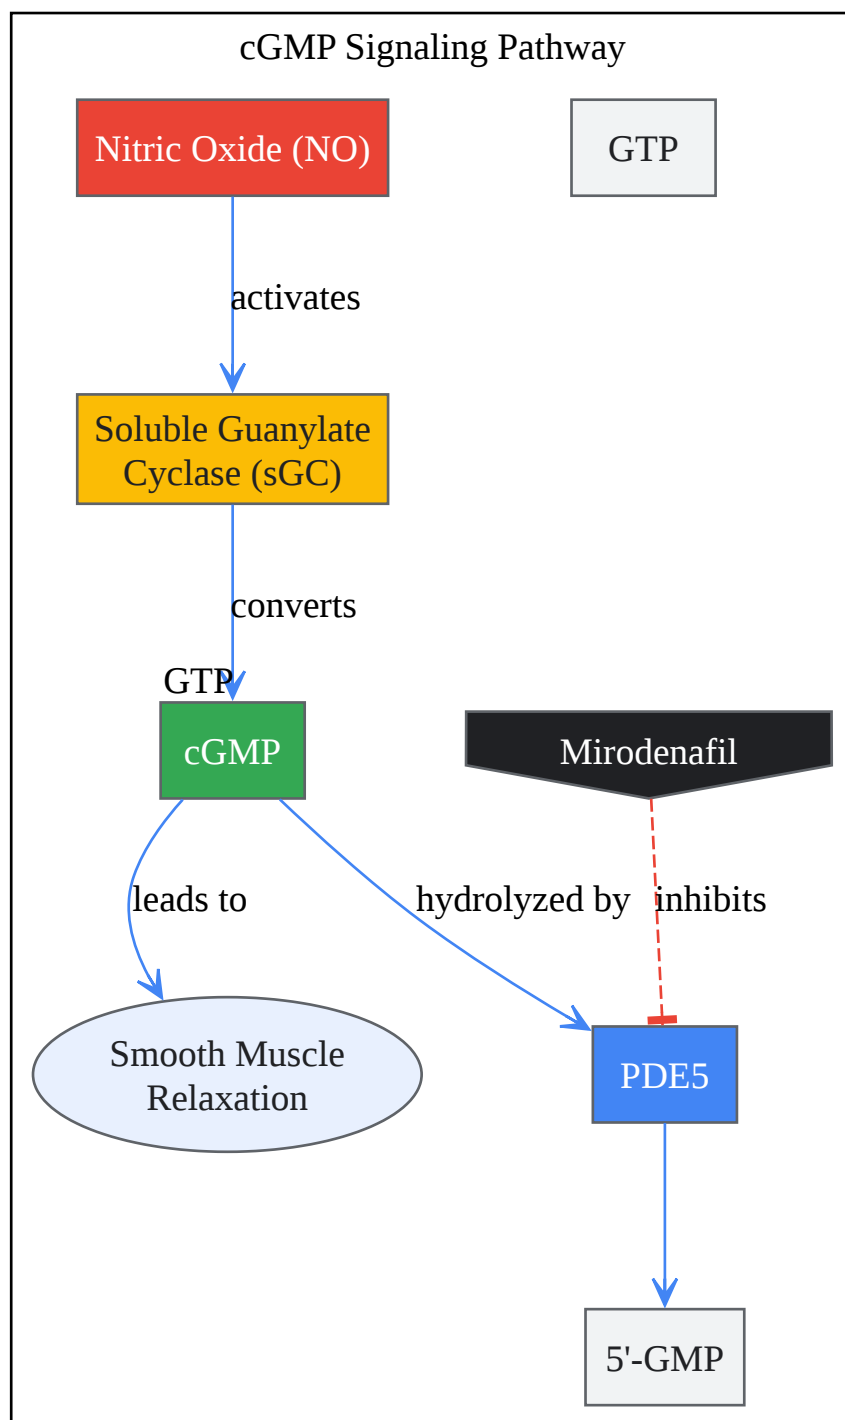 cGMP Signaling Pathway
Nitric Oxide (NO)
GTP
activates
Soluble Guanylate
Cyclase (sGC)
converts
GTP
cGMP
Mirodenafil
leads to
hydrolyzed by
inhibits
Smooth Muscle
Relaxation
PDE5
5'-GMP